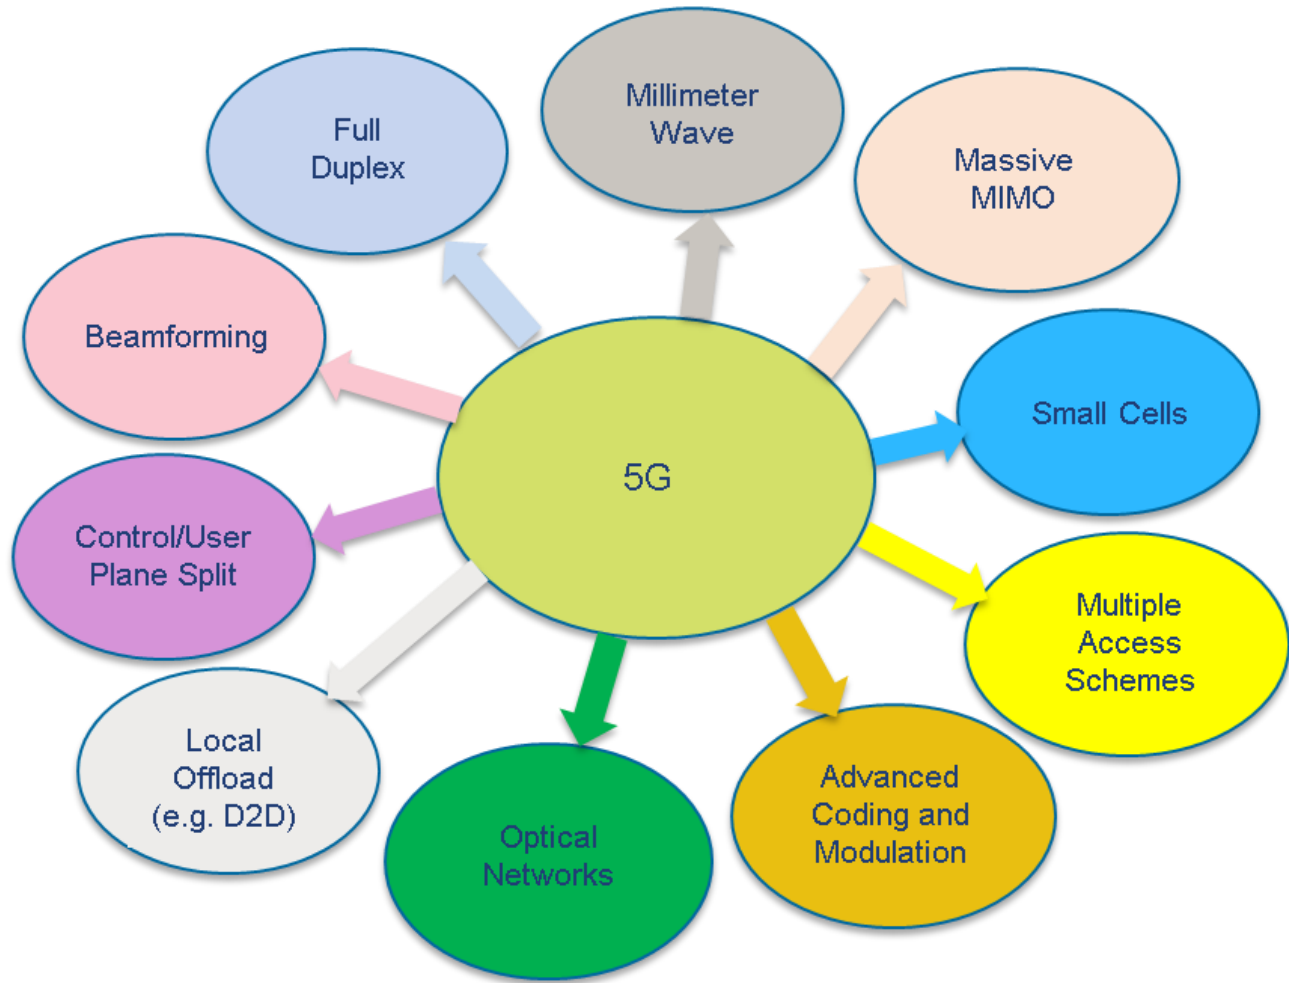 Millimeter
Wave
Full
Duplex
Massive
MIMO
Beamforming
Small Cells
5G
Control/User
Plane Split
Multiple
Access
Schemes
Local
Offload
(e.g. D2D)
Advanced
Coding and
Modulation
Optical
Networks